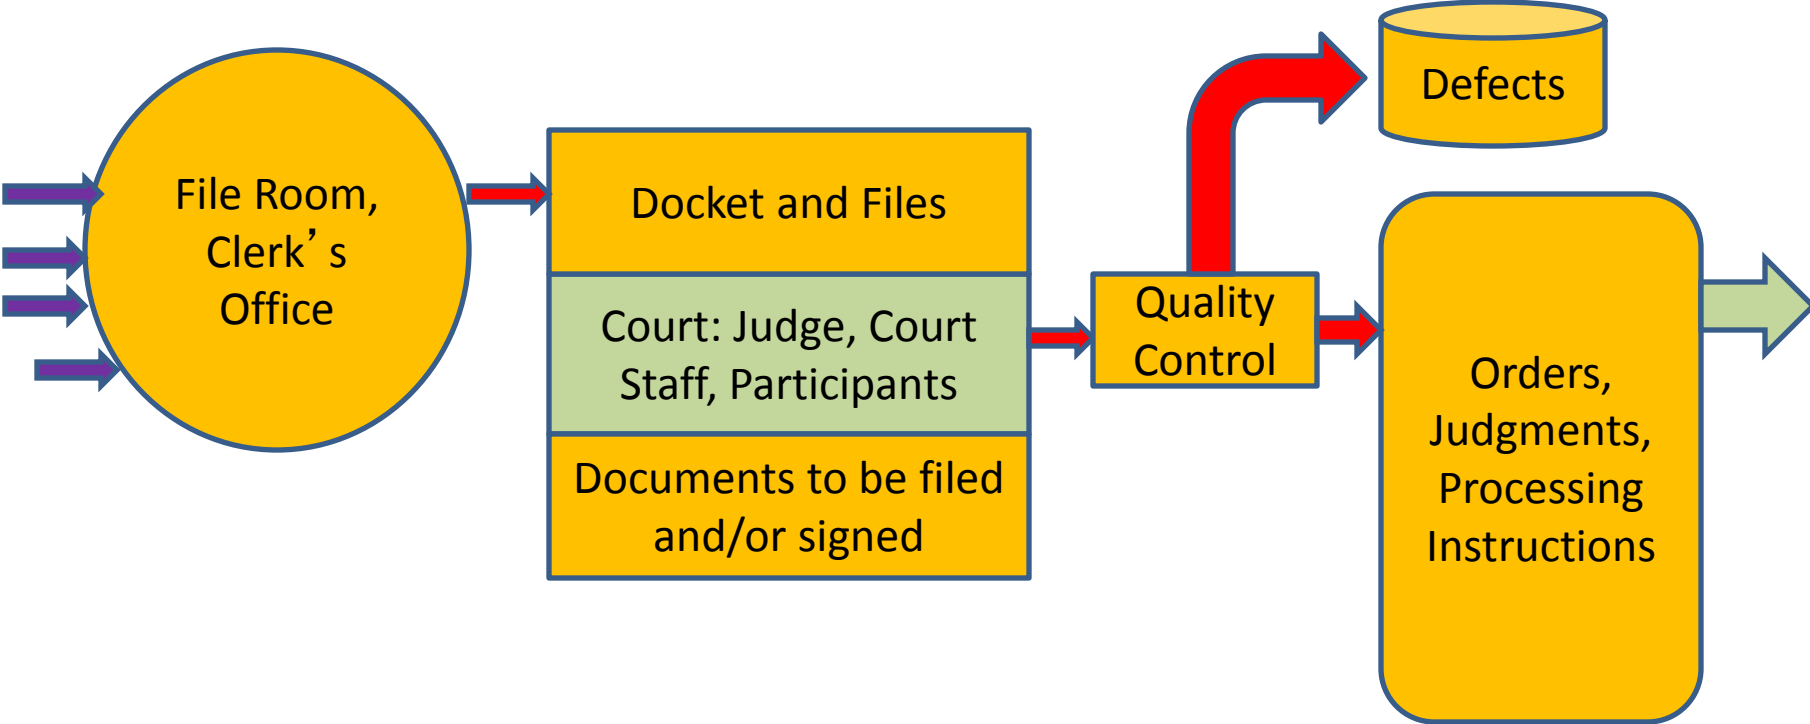 File Room,
Clerk’s
Office
Docket and Files
Court: Judge, Court
Staff, Participants
Documents to be filed
and/or signed
Quality
Control
Defects
Orders,
Judgments,
Processing
Instructions